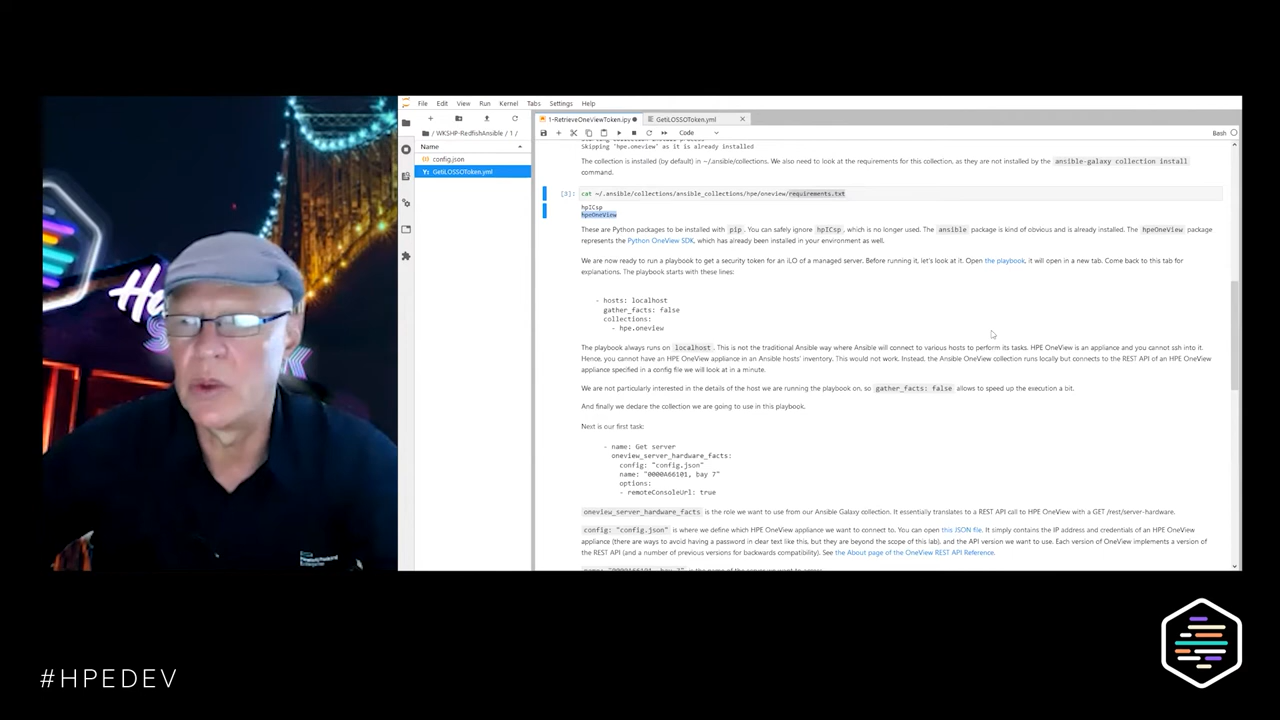 File Edit View Run Kernel Tabs Settings Help
1-RetrieveOneViewToken.ipy
GetiLOSSOToken.yml
/ WKSHP-RedfishAnsible / 1 /
Code
Bash
Name
config.json
GetiLOSSOToken.yml
Skipping 'hpe.oneview' as it is already installed
The collection is installed (by default) in ~/.ansible/collections. We also need to look at the requirements for this collection, as they are not installed by the ansible-galaxy collection install
command.
[3]: cat ~/.ansible/collections/ansible_collections/hpe/oneview/requirements.txt
hpICsp
hpeOneView
These are Python packages to be installed with pip. You can safely ignore hpICsp, which is no longer used. The ansible package is kind of obvious and is already installed. The hpeOneView package
represents the Python OneView SDK, which has already been installed in your environment as well.
We are now ready to run a playbook to get a security token for an iLO of a managed server. Before running it, let's look at it. Open the playbook, it will open in a new tab. Come back to this tab for
explanations. The playbook starts with these lines:
- hosts: localhost
gather_facts: false
collections:
- hpe.oneview
The playbook always runs on localhost. This is not the traditional Ansible way where Ansible will connect to various hosts to perform its tasks. HPE OneView is an appliance and you cannot ssh into it.
Hence, you cannot have an HPE OneView appliance in an Ansible hosts' inventory. This would not work. Instead, the Ansible OneView collection runs locally but connects to the REST API of an HPE OneView
appliance specified in a config file we will look at in a minute.
We are not particularly interested in the details of the host we are running the playbook on, so gather_facts: false allows to speed up the execution a bit.
And finally we declare the collection we are going to use in this playbook.
Next is our first task:
- name: Get server
oneview_server_hardware_facts:
config: "config.json"
name: "0000A66101, bay 7"
options:
- remoteConsoleUrl: true
oneview_server_hardware_facts is the role we want to use from our Ansible Galaxy collection. It essentially translates to a REST API call to HPE OneView with a GET /rest/server-hardware.
config: "config.json" is where we define which HPE OneView appliance we want to connect to. You can open this JSON file. It simply contains the IP address and credentials of an HPE OneView
appliance (there are ways to avoid having a password in clear text like this, but they are beyond the scope of this lab). and the API version we want to use. Each version of OneView implements a version of
the REST API (and a number of previous versions for backwards compatibility). See the About page of the OneView REST API Reference.
#HPEDEV